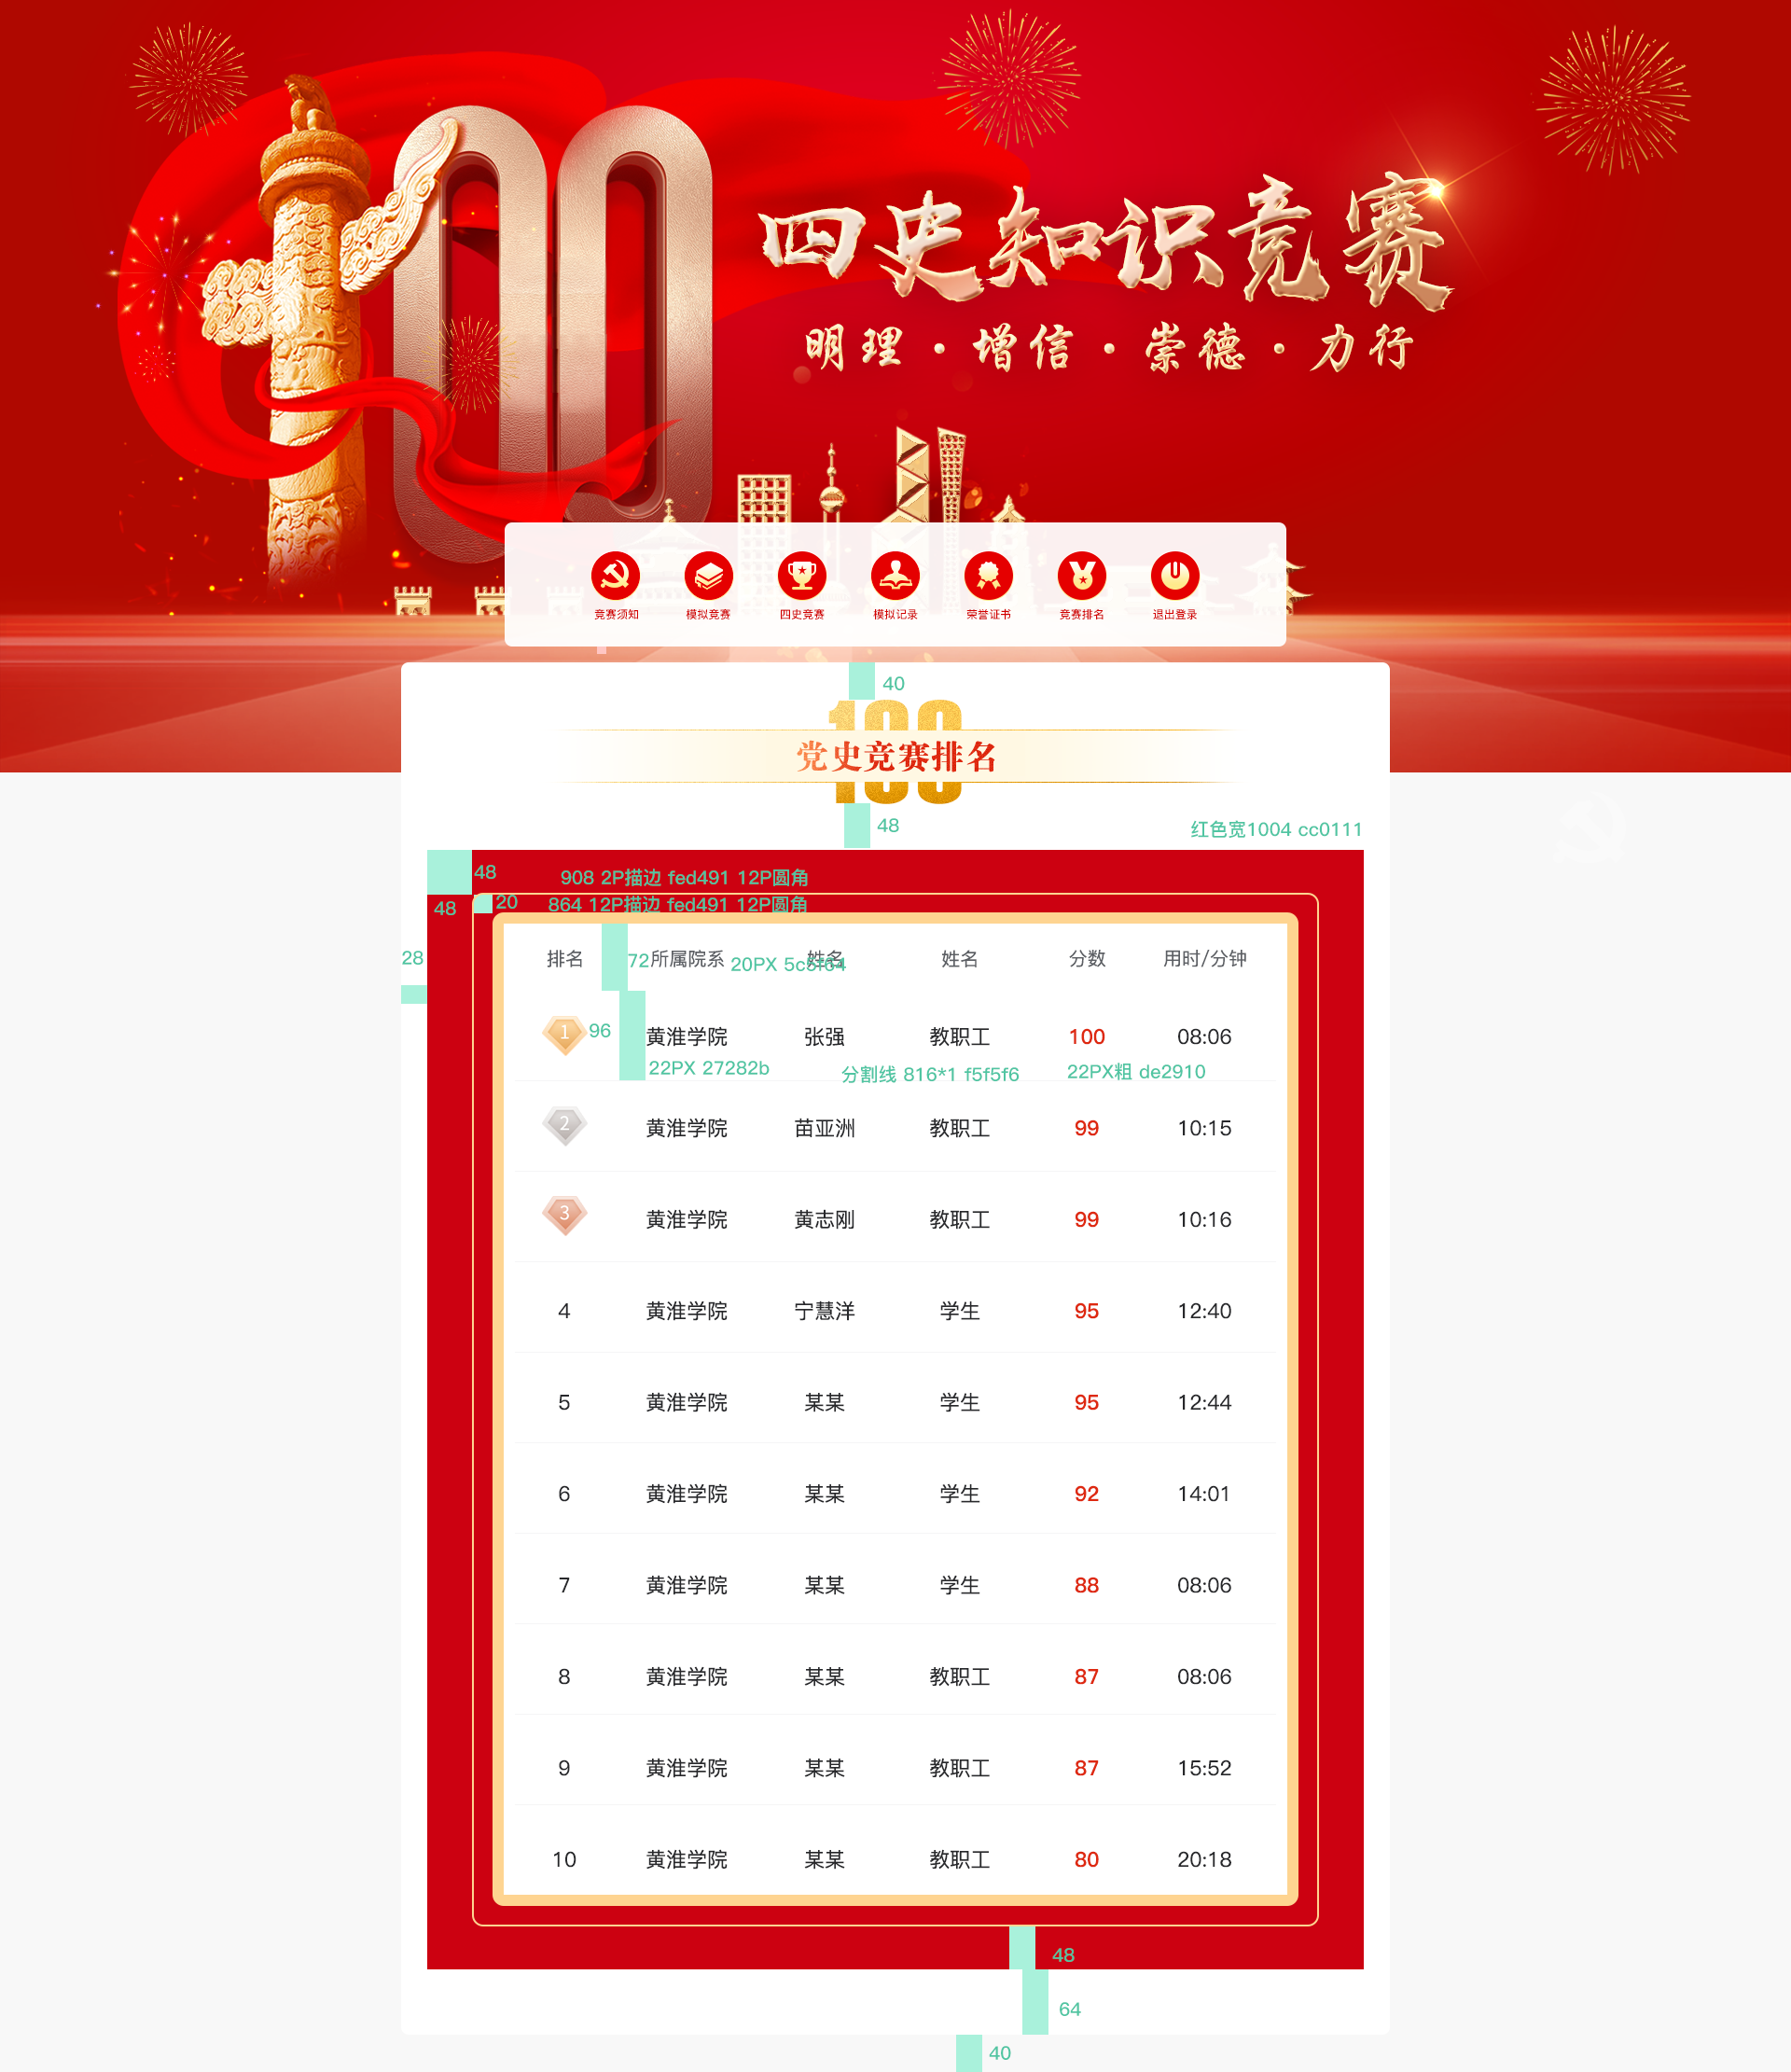 100
四史知识竞赛
明理·增信·崇德·力行
竞赛须知 模拟竞赛 四史竞赛 模拟记录 荣誉证书 竞赛排名 退出登录
40
100
党史竞赛排名
48
红色宽1004 cc0111
48 908 2P描边 fed491 12P圆角
48 20 864 12P描边 fed491 12P圆角
28
排名 72 所属院系 20PX 5c5f64 姓名 姓名 分数 用时/分钟
1 96 黄淮学院 张强 教职工 100 08:06
22PX 27282b 分割线 816*1 f5f5f6 22PX粗 de2910
2 黄淮学院 苗亚洲 教职工 99 10:15
3 黄淮学院 黄志刚 教职工 99 10:16
4 黄淮学院 宁慧洋 学生 95 12:40
5 黄淮学院 某某 学生 95 12:44
6 黄淮学院 某某 学生 92 14:01
7 黄淮学院 某某 学生 88 08:06
8 黄淮学院 某某 教职工 87 08:06
9 黄淮学院 某某 教职工 87 15:52
10 黄淮学院 某某 教职工 80 20:18
48
64
40